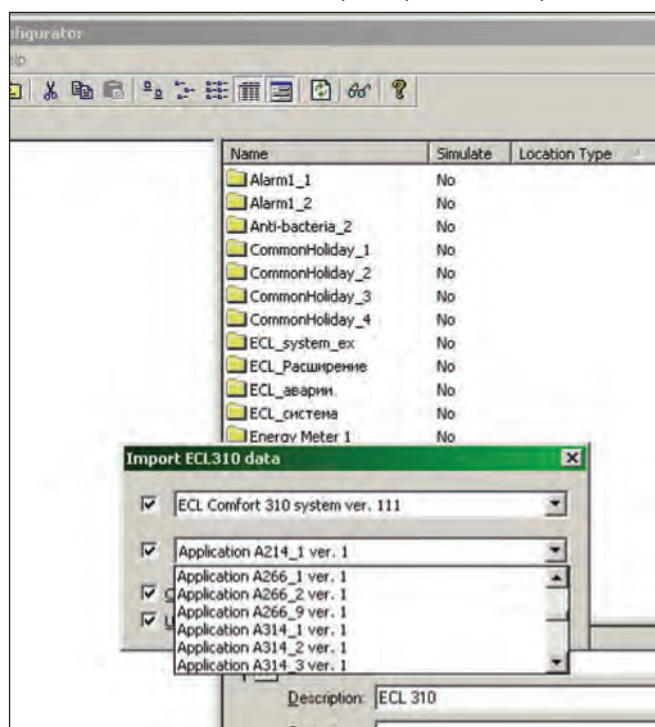 nfigurator
elp
Name Simulate Location Type
Alarm1_1 No
Alarm1_2 No
Anti-bacteria_2 No
CommonHoliday_1 No
CommonHoliday_2 No
CommonHoliday_3 No
CommonHoliday_4 No
ECL_system_ex No
ECL_Расширение No
ECL_аварии No
ECL_система No
Energy Meter 1 No
Import ECL310 data
ECL Comfort 310 system ver. 111
Application A214_1 ver. 1
Application A266_1 ver. 1
Application A266_2 ver. 1
Application A266_9 ver. 1
Application A314_1 ver. 1
Application A314_2 ver. 1
Application A314_3 ver. 1
Description: ECL 310